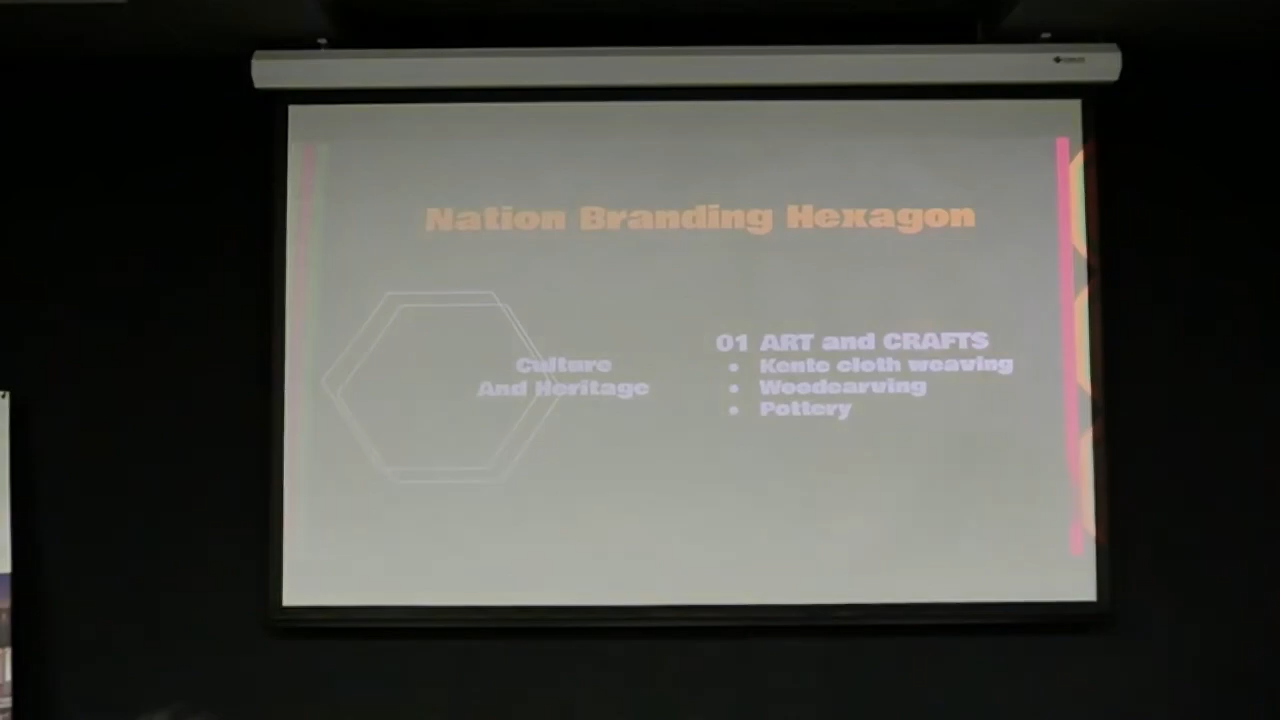 Nation Branding Hexagon
Culture
And Heritage
01 ART and CRAFTS
• Kente cloth weaving
• Woodcarving
• Pottery